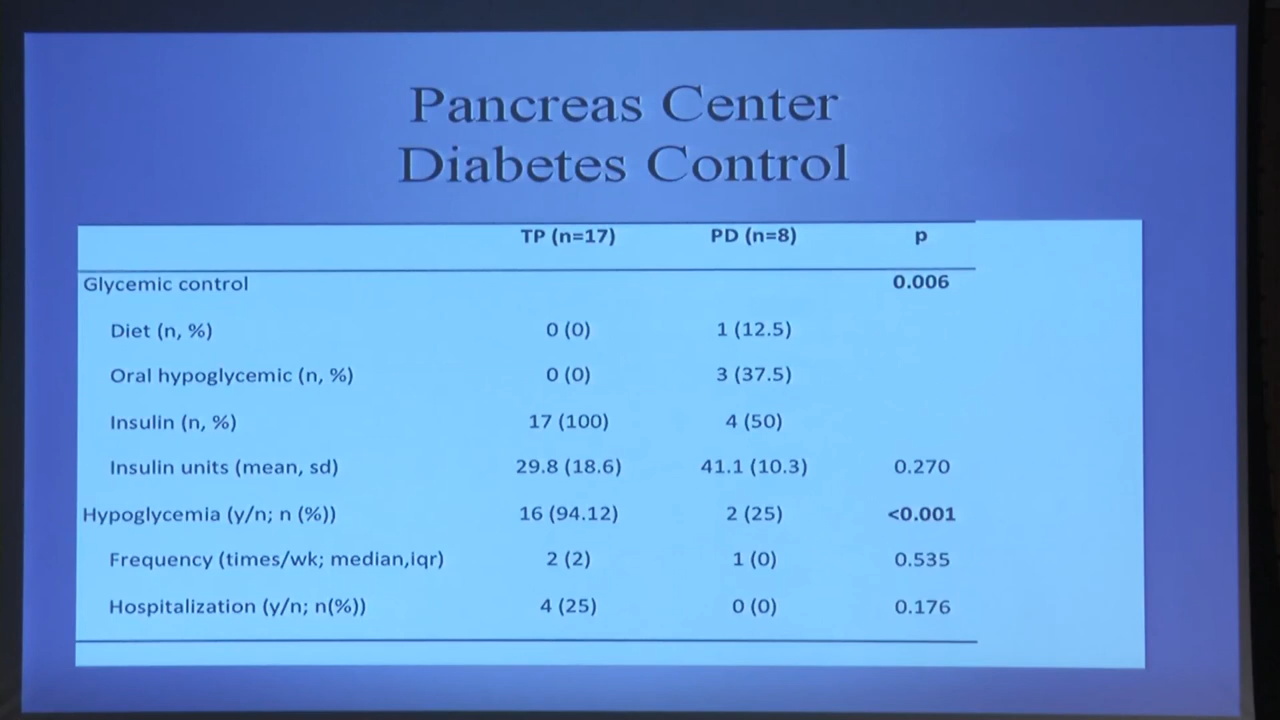 Pancreas Center
Diabetes Control
TP (n=17) PD (n=8) p
Glycemic control 0.006
Diet (n, %) 0 (0) 1 (12.5)
Oral hypoglycemic (n, %) 0 (0) 3 (37.5)
Insulin (n, %) 17 (100) 4 (50)
Insulin units (mean, sd) 29.8 (18.6) 41.1 (10.3) 0.270
Hypoglycemia (y/n; n (%)) 16 (94.12) 2 (25) <0.001
Frequency (times/wk; median,iqr) 2 (2) 1 (0) 0.535
Hospitalization (y/n; n(%)) 4 (25) 0 (0) 0.176